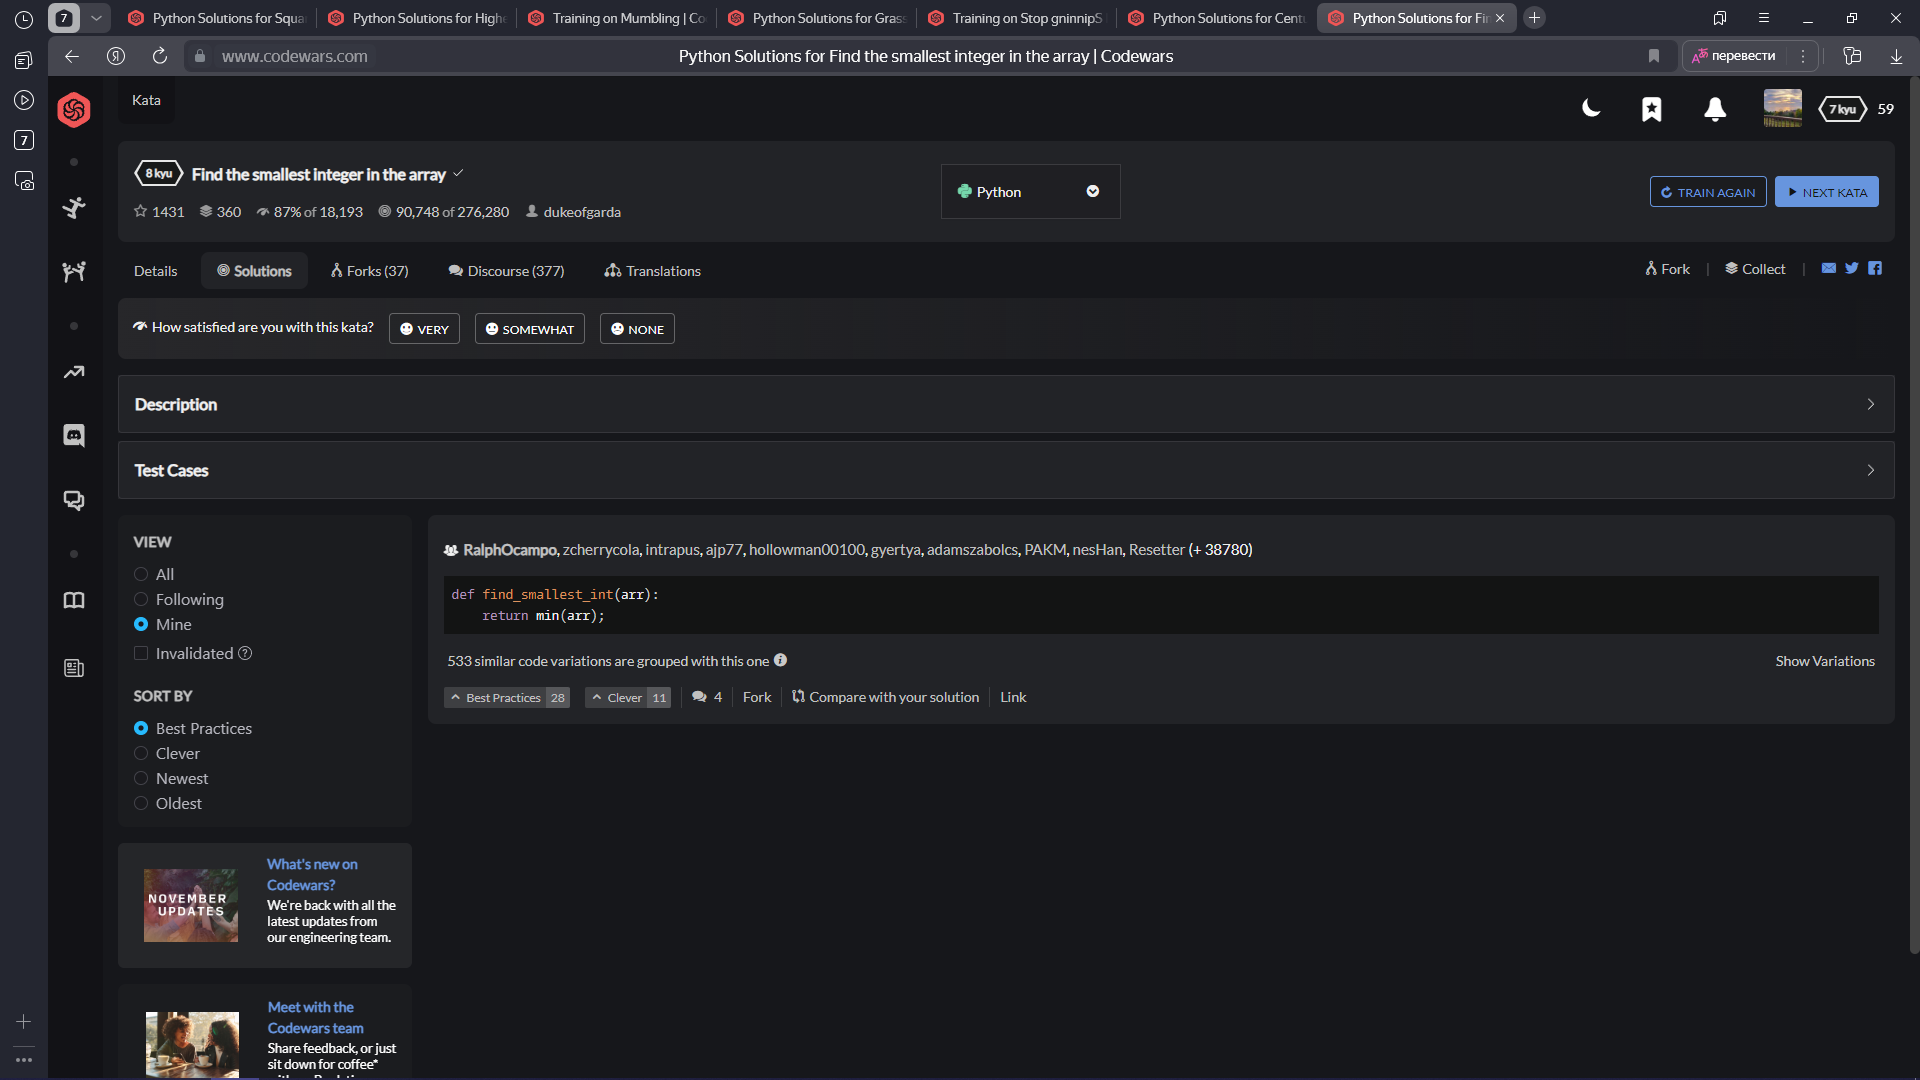 7
Python Solutions for Squa
Python Solutions for Highe
Training on Mumbling | Co
Python Solutions for Grass
Training on Stop gninnipS
Python Solutions for Centu
Python Solutions for Fin
www.codewars.com
Python Solutions for Find the smallest integer in the array | Codewars
перевести
7
Kata
7 kyu
59
8 kyu
Find the smallest integer in the array
1431
360
87% of 18,193
90,748 of 276,280
dukeofgarda
Python
TRAIN AGAIN
NEXT KATA
Details
Solutions
Forks (37)
Discourse (377)
Translations
Fork
Collect
How satisfied are you with this kata?
VERY
SOMEWHAT
NONE
Description
Test Cases
VIEW
All
Following
Mine
Invalidated
SORT BY
Best Practices
Clever
Newest
Oldest
RalphOcampo, zcherrycola, intrapus, ajp77, hollowman00100, gyertya, adamszabolcs, PAKM, nesHan, Resetter (+ 38780)
def find_smallest_int(arr):
    return min(arr);
533 similar code variations are grouped with this one
Show Variations
Best Practices 28
Clever 11
4
Fork
Compare with your solution
Link
NOVEMBER
UPDATES
What's new on
Codewars?
We're back with all the
latest updates from
our engineering team.
Meet with the
Codewars team
Share feedback, or just
sit down for coffee*